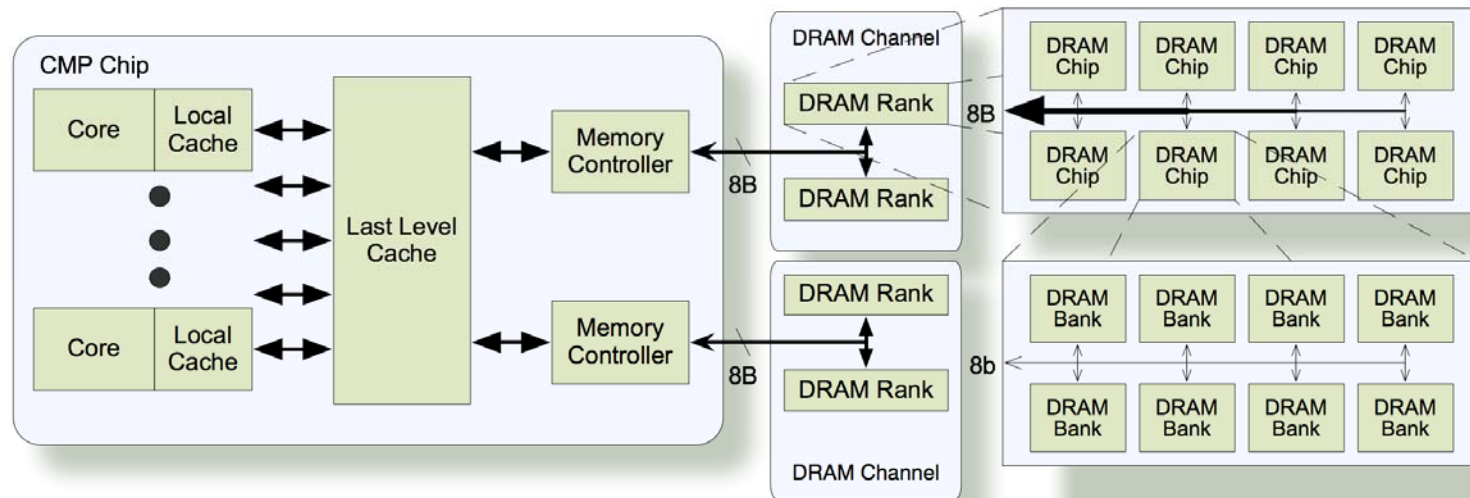 CMP Chip
Core
Local
Cache
Core
Local
Cache
Last Level
Cache
Memory
Controller
Memory
Controller
8B
8B
DRAM Channel
DRAM Rank
DRAM Rank
DRAM Rank
DRAM Rank
DRAM Channel
8B
DRAM
Chip
DRAM
Chip
DRAM
Chip
DRAM
Chip
DRAM
Chip
DRAM
Chip
DRAM
Chip
DRAM
Chip
8b
DRAM
Bank
DRAM
Bank
DRAM
Bank
DRAM
Bank
DRAM
Bank
DRAM
Bank
DRAM
Bank
DRAM
Bank